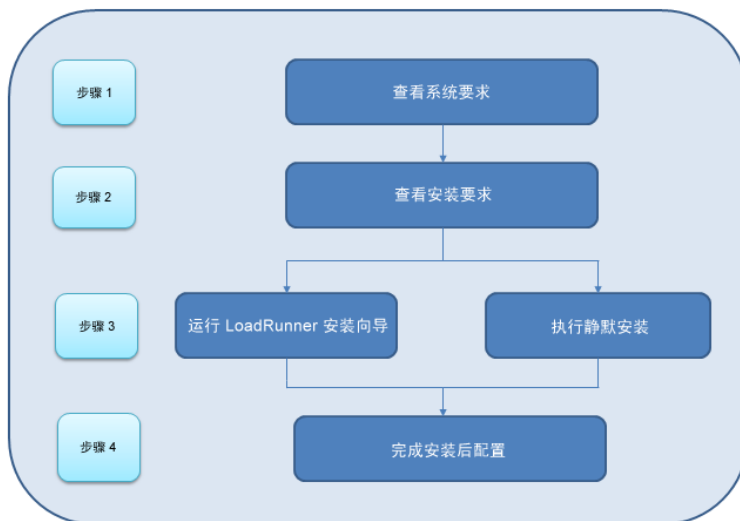 步骤 1
查看系统要求
步骤 2
查看安装要求
步骤 3
运行 LoadRunner 安装向导
执行静默安装
步骤 4
完成安装后配置